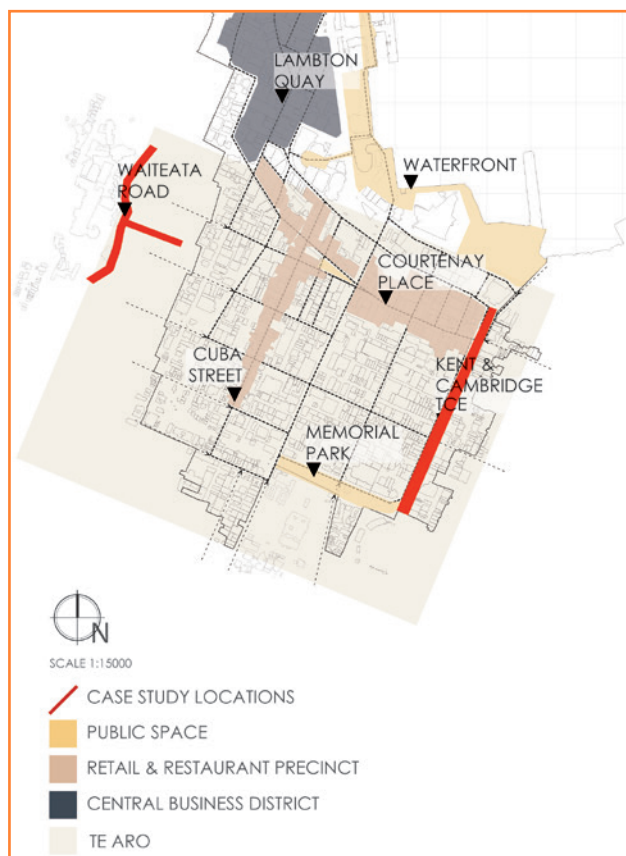 LAMBTON
QUAY
WAITEATA
ROAD
WATERFRONT
COURTENAY
PLACE
CUBA
STREET
KENT &
CAMBRIDGE
TCE
MEMORIAL
PARK
N
SCALE 1:15000
CASE STUDY LOCATIONS
PUBLIC SPACE
RETAIL & RESTAURANT PRECINCT
CENTRAL BUSINESS DISTRICT
TE ARO